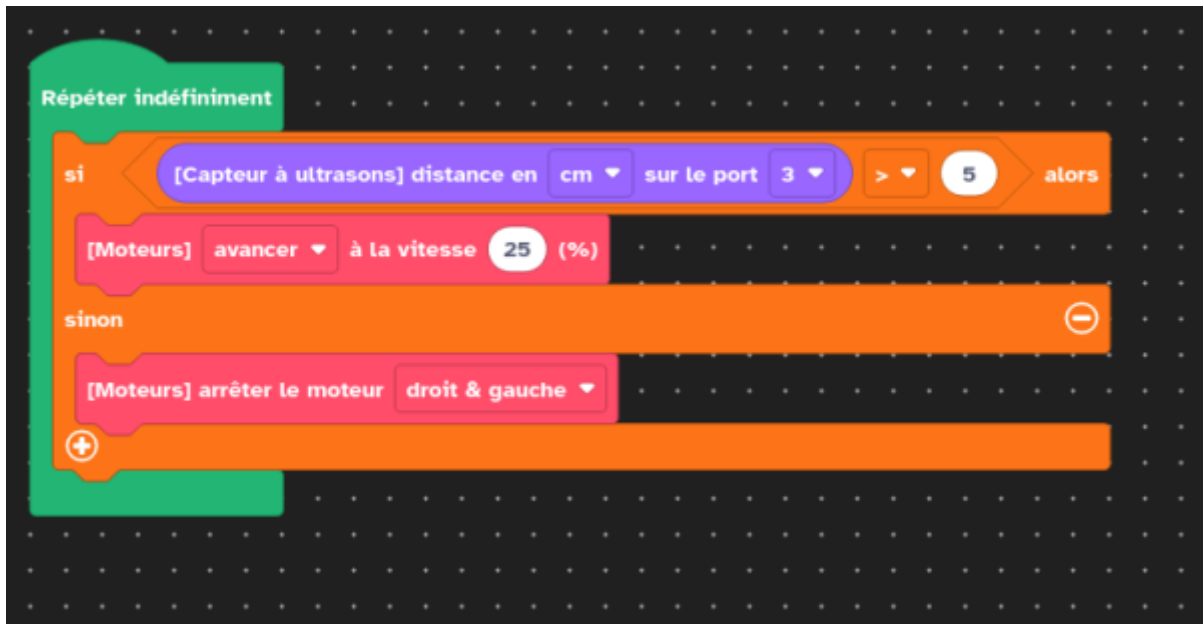 Répéter indéfiniment
si [Capteur à ultrasons] distance en cm sur le port 3 > 5 alors
[Moteurs] avancer à la vitesse 25 (%)
sinon
[Moteurs] arrêter le moteur droit & gauche